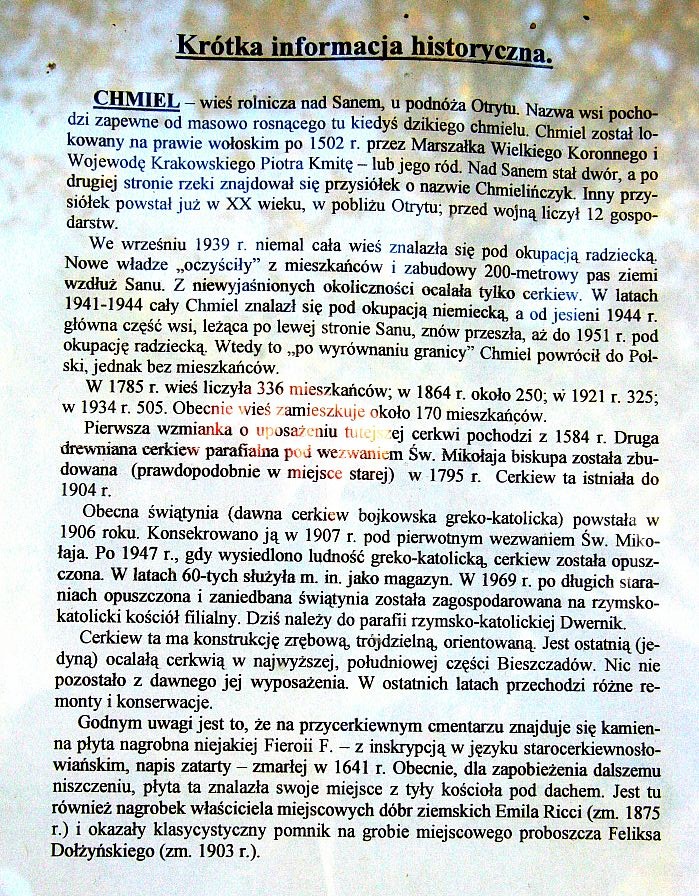 Krótka informacja historyczna.
CHMIEL – wieś rolnicza nad Sanem, u podnóża Otrytu. Nazwa wsi pocho-
dzi zapewne od masowo rosnącego tu kiedyś dzikiego chmielu. Chmiel został lo-
kowany na prawie wołoskim po 1502 r. przez Marszałka Wielkiego Koronnego i
Wojewodę Krakowskiego Piotra Kmitę – lub jego ród. Nad Sanem stał dwór, a po
drugiej stronie rzeki znajdował się przysiółek o nazwie Chmielińczyk. Inny przy-
siółek powstał już w XX wieku, w pobliżu Otrytu; przed wojną liczył 12 gospo-
darstw.
We wrześniu 1939 r. niemal cała wieś znalazła się pod okupacją radziecką.
Nowe władze „oczyściły” z mieszkańców i zabudowy 200-metrowy pas ziemi
wzdłuż Sanu. Z niewyjaśnionych okoliczności ocalała tylko cerkiew. W latach
1941-1944 cały Chmiel znalazł się pod okupacją niemiecką, a od jesieni 1944 r.
główna część wsi, leżąca po lewej stronie Sanu, znów przeszła, aż do 1951 r. pod
okupację radziecką. Wtedy to „po wyrównaniu granicy” Chmiel powrócił do Pol-
ski, jednak bez mieszkańców.
W 1785 r. wieś liczyła 336 mieszkańców; w 1864 r. około 250; w 1921 r. 325;
w 1934 r. 505. Obecnie wieś zamieszkuje około 170 mieszkańców.
Pierwsza wzmianka o uposażeniu tutejszej cerkwi pochodzi z 1584 r. Druga
drewniana cerkiew parafialna pod wezwaniem Św. Mikołaja biskupa została zbu-
dowana (prawdopodobnie w miejsce starej) w 1795 r. Cerkiew ta istniała do
1904 r.
Obecna świątynia (dawna cerkiew bojkowska greko-katolicka) powstała w
1906 roku. Konsekrowano ją w 1907 r. pod pierwotnym wezwaniem Św. Miko-
łaja. Po 1947 r., gdy wysiedlono ludność greko-katolicką, cerkiew została opusz-
czona. W latach 60-tych służyła m. in. jako magazyn. W 1969 r. po długich stara-
niach opuszczona i zaniedbana świątynia została zagospodarowana na rzymsko-
katolicki kościół filialny. Dziś należy do parafii rzymsko-katolickiej Dwernik.
Cerkiew ta ma konstrukcję zrębową, trójdzielną, orientowaną. Jest ostatnią (je-
dyną) ocalałą cerkwią w najwyższej, południowej części Bieszczadów. Nic nie
pozostało z dawnego jej wyposażenia. W ostatnich latach przechodzi różne re-
monty i konserwacje.
Godnym uwagi jest to, że na przycerkiewnym cmentarzu znajduje się kamien-
na płyta nagrobna niejakiej Fieroii F. – z inskrypcją w języku starocerkiewnosło-
wiańskim, napis zatarty – zmarłej w 1641 r. Obecnie, dla zapobieżenia dalszemu
niszczeniu, płyta ta znalazła swoje miejsce z tyły kościoła pod dachem. Jest tu
również nagrobek właściciela miejscowych dóbr ziemskich Emila Ricci (zm. 1875
r.) i okazały klasycystyczny pomnik na grobie miejscowego proboszcza Feliksa
Dołżyńskiego (zm. 1903 r.).